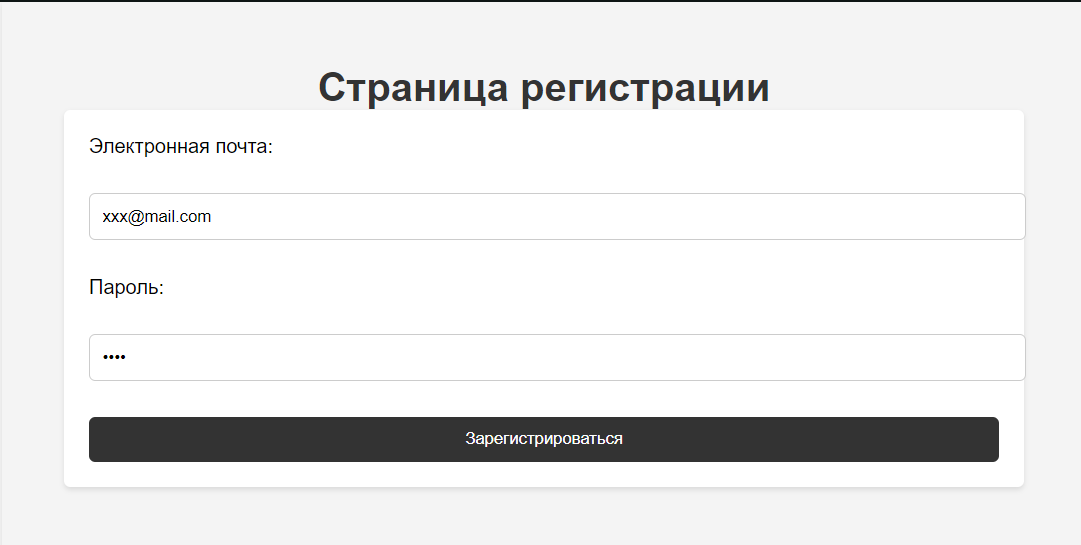 Страница регистрации
Электронная почта:
xxx@mail.com
Пароль:
••••
Зарегистрироваться